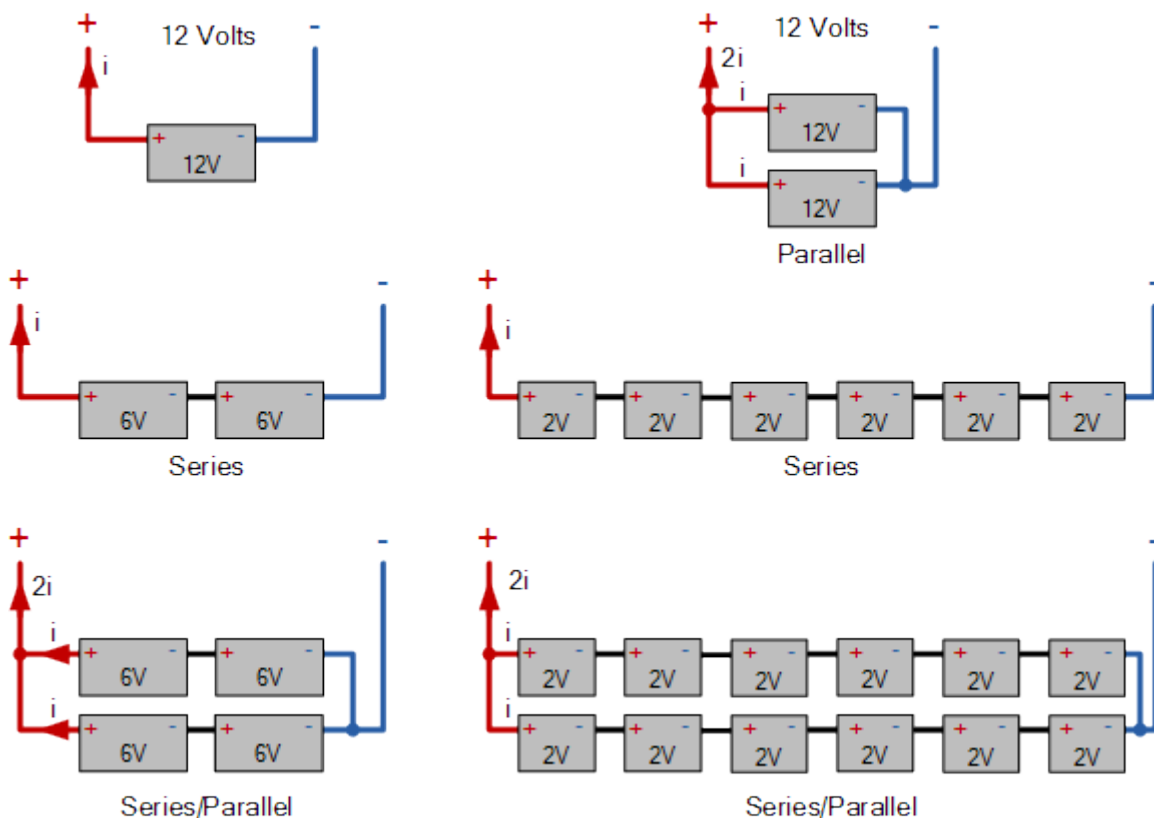 + 12 Volts -
i
+ -
12V
+ 12 Volts -
2i
i
+ -
12V
i
+ -
12V
Parallel
+ -
i
+ - + -
6V 6V
Series
+ -
i
+ - + - + - + - + - + -
2V 2V 2V 2V 2V 2V
Series
+ -
2i
i
+ - + -
6V 6V
i
+ - + -
6V 6V
Series/Parallel
+ -
2i
i
+ - + - + - + - + - + -
2V 2V 2V 2V 2V 2V
i
+ - + - + - + - + - + -
2V 2V 2V 2V 2V 2V
Series/Parallel